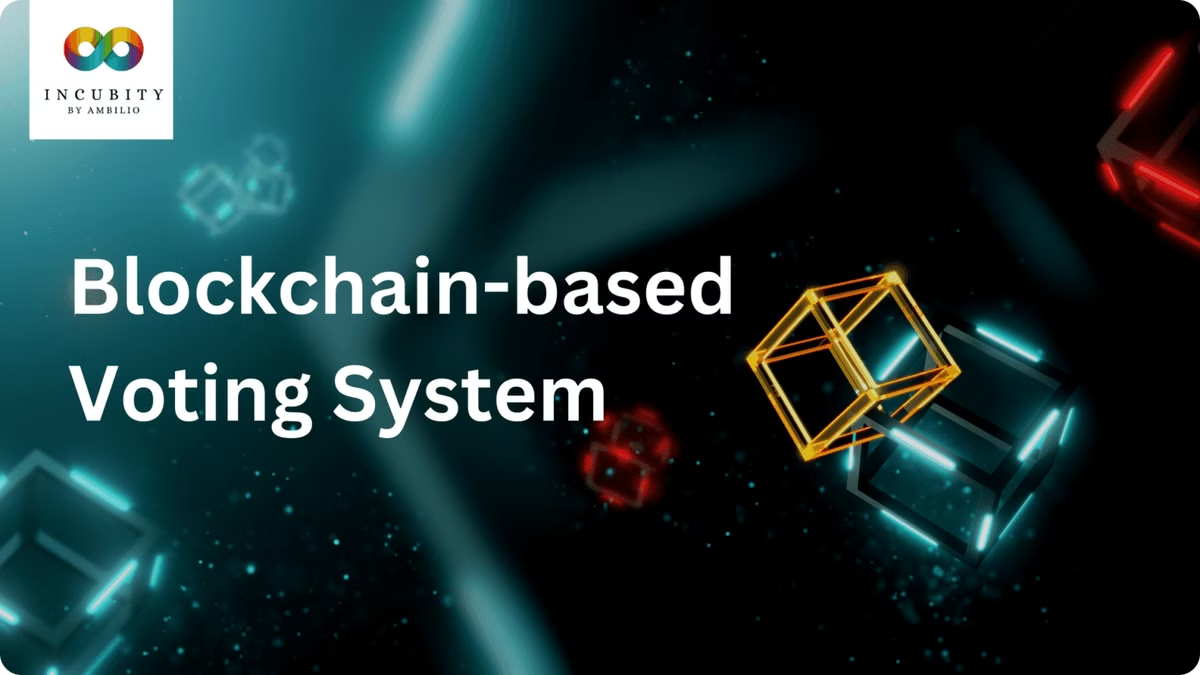 INCUBITY
BY AMBILIO
Blockchain-based
Voting System